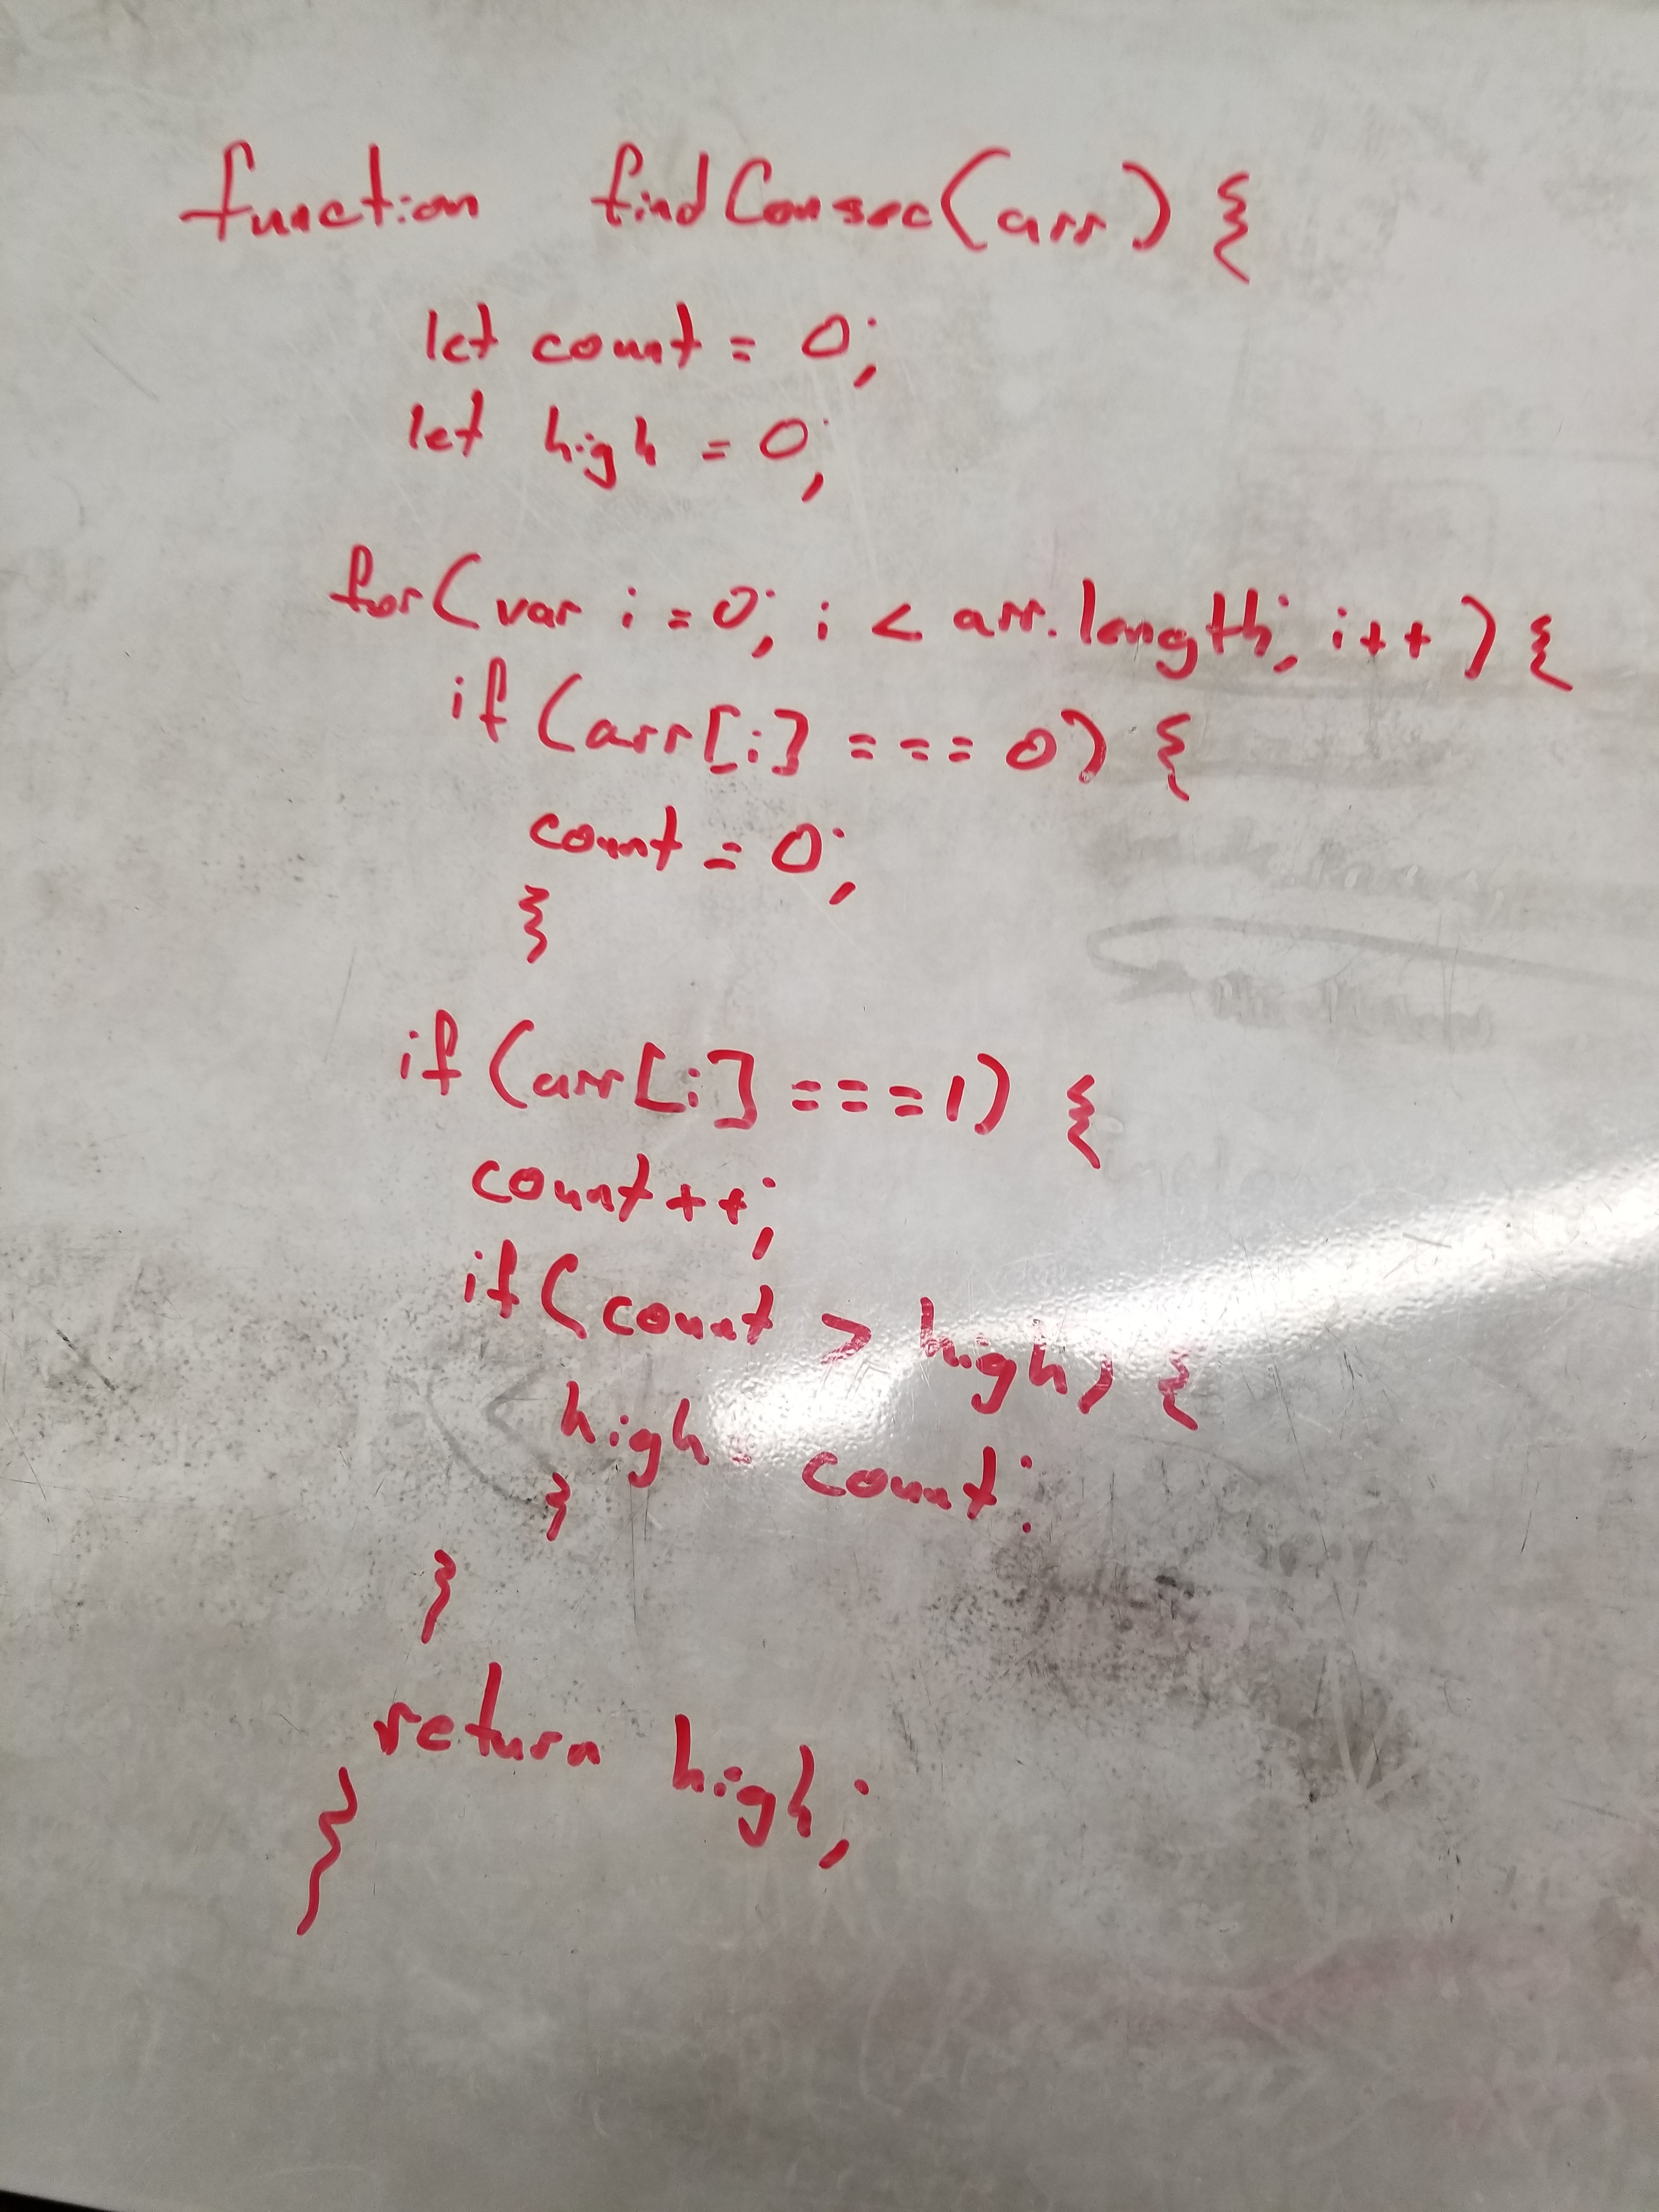 function findConsec(arr) {
let count = 0;
let high = 0;
for(var i = 0; i < arr.length; i++) {
if (arr[i] === 0) {
count = 0;
}
if (arr[i] === 1) {
count++;
if (count > high) {
high = count;
}
}
return high;
}